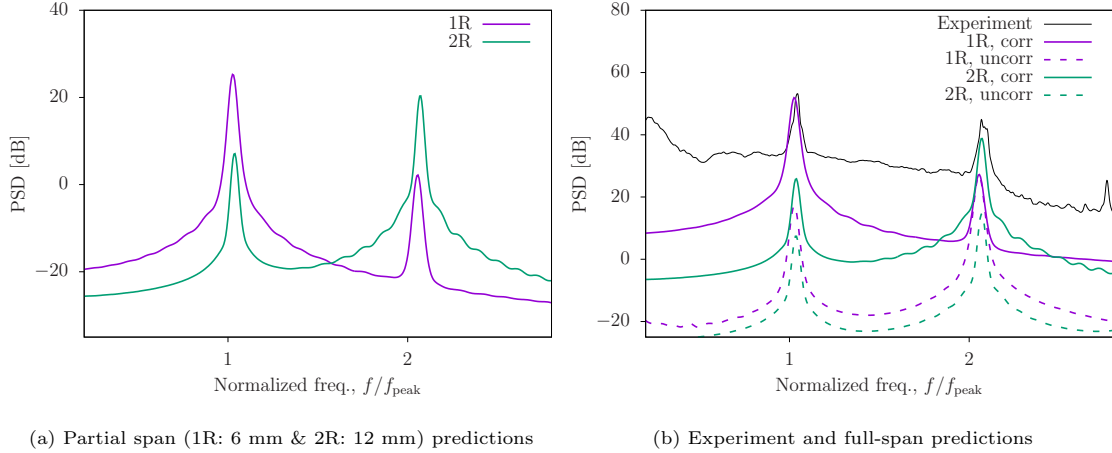 40
20
0
−20
1
2
PSD [dB]
Normalized freq., f/f_peak
1R
2R
(a) Partial span (1R: 6 mm & 2R: 12 mm) predictions
80
60
40
20
0
−20
1
2
PSD [dB]
Normalized freq., f/f_peak
Experiment
1R, corr
1R, uncorr
2R, corr
2R, uncorr
(b) Experiment and full-span predictions